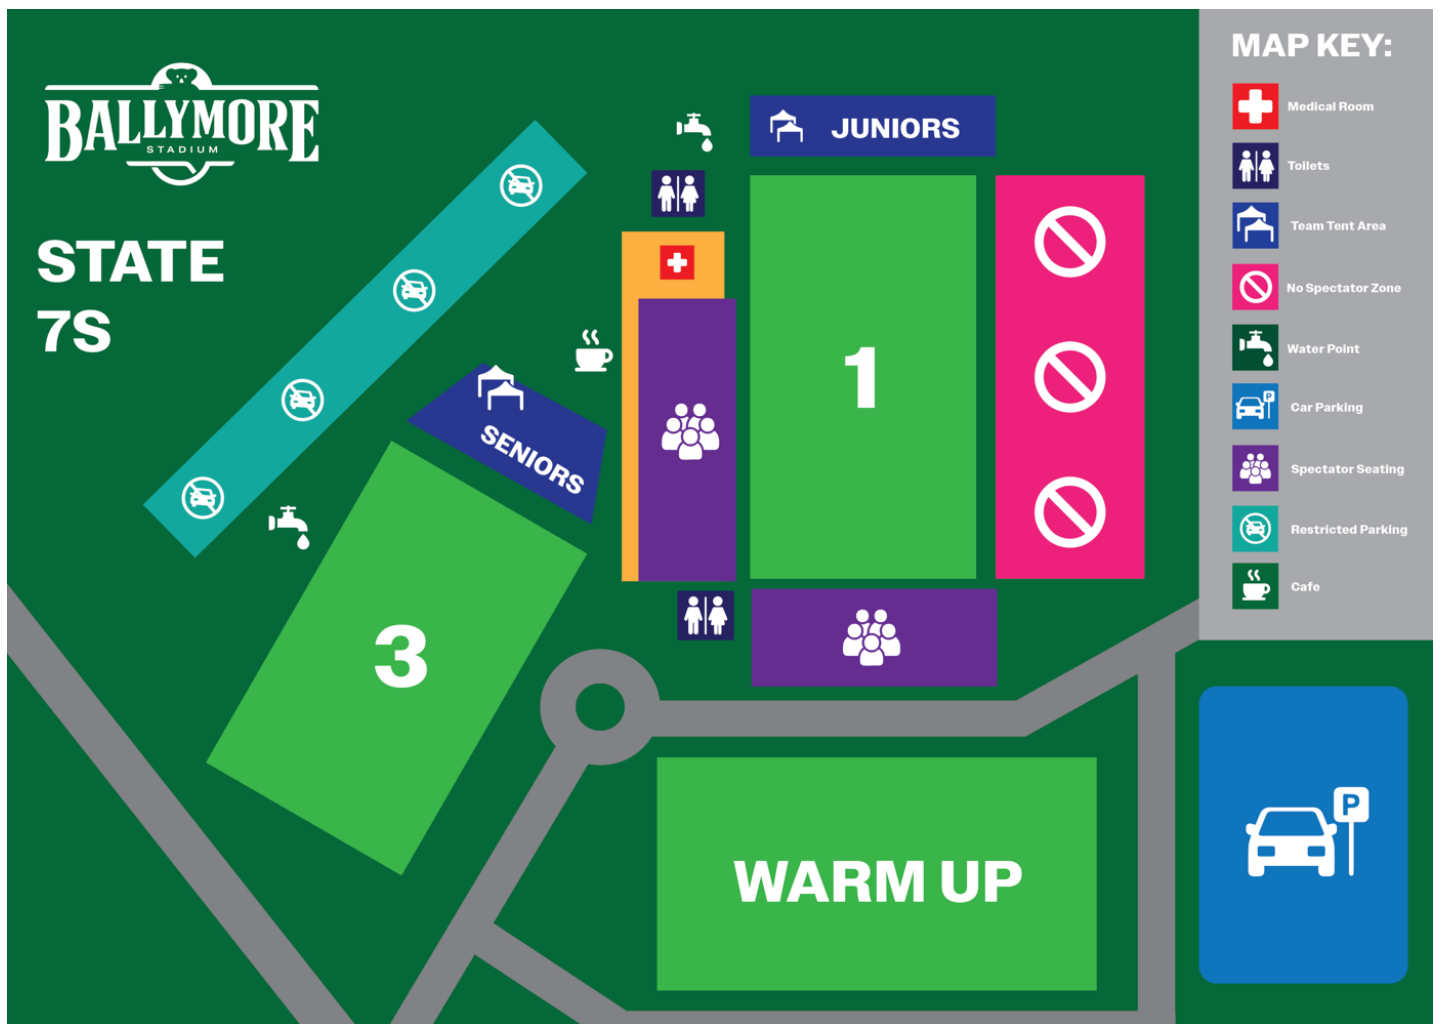 BALLYMORE
STADIUM
STATE
7S
JUNIORS
1
SENIORS
3
WARM UP
P
MAP KEY:
Medical Room
Toilets
Team Tent Area
No Spectator Zone
Water Point
P
Car Parking
Spectator Seating
Restricted Parking
Cafe